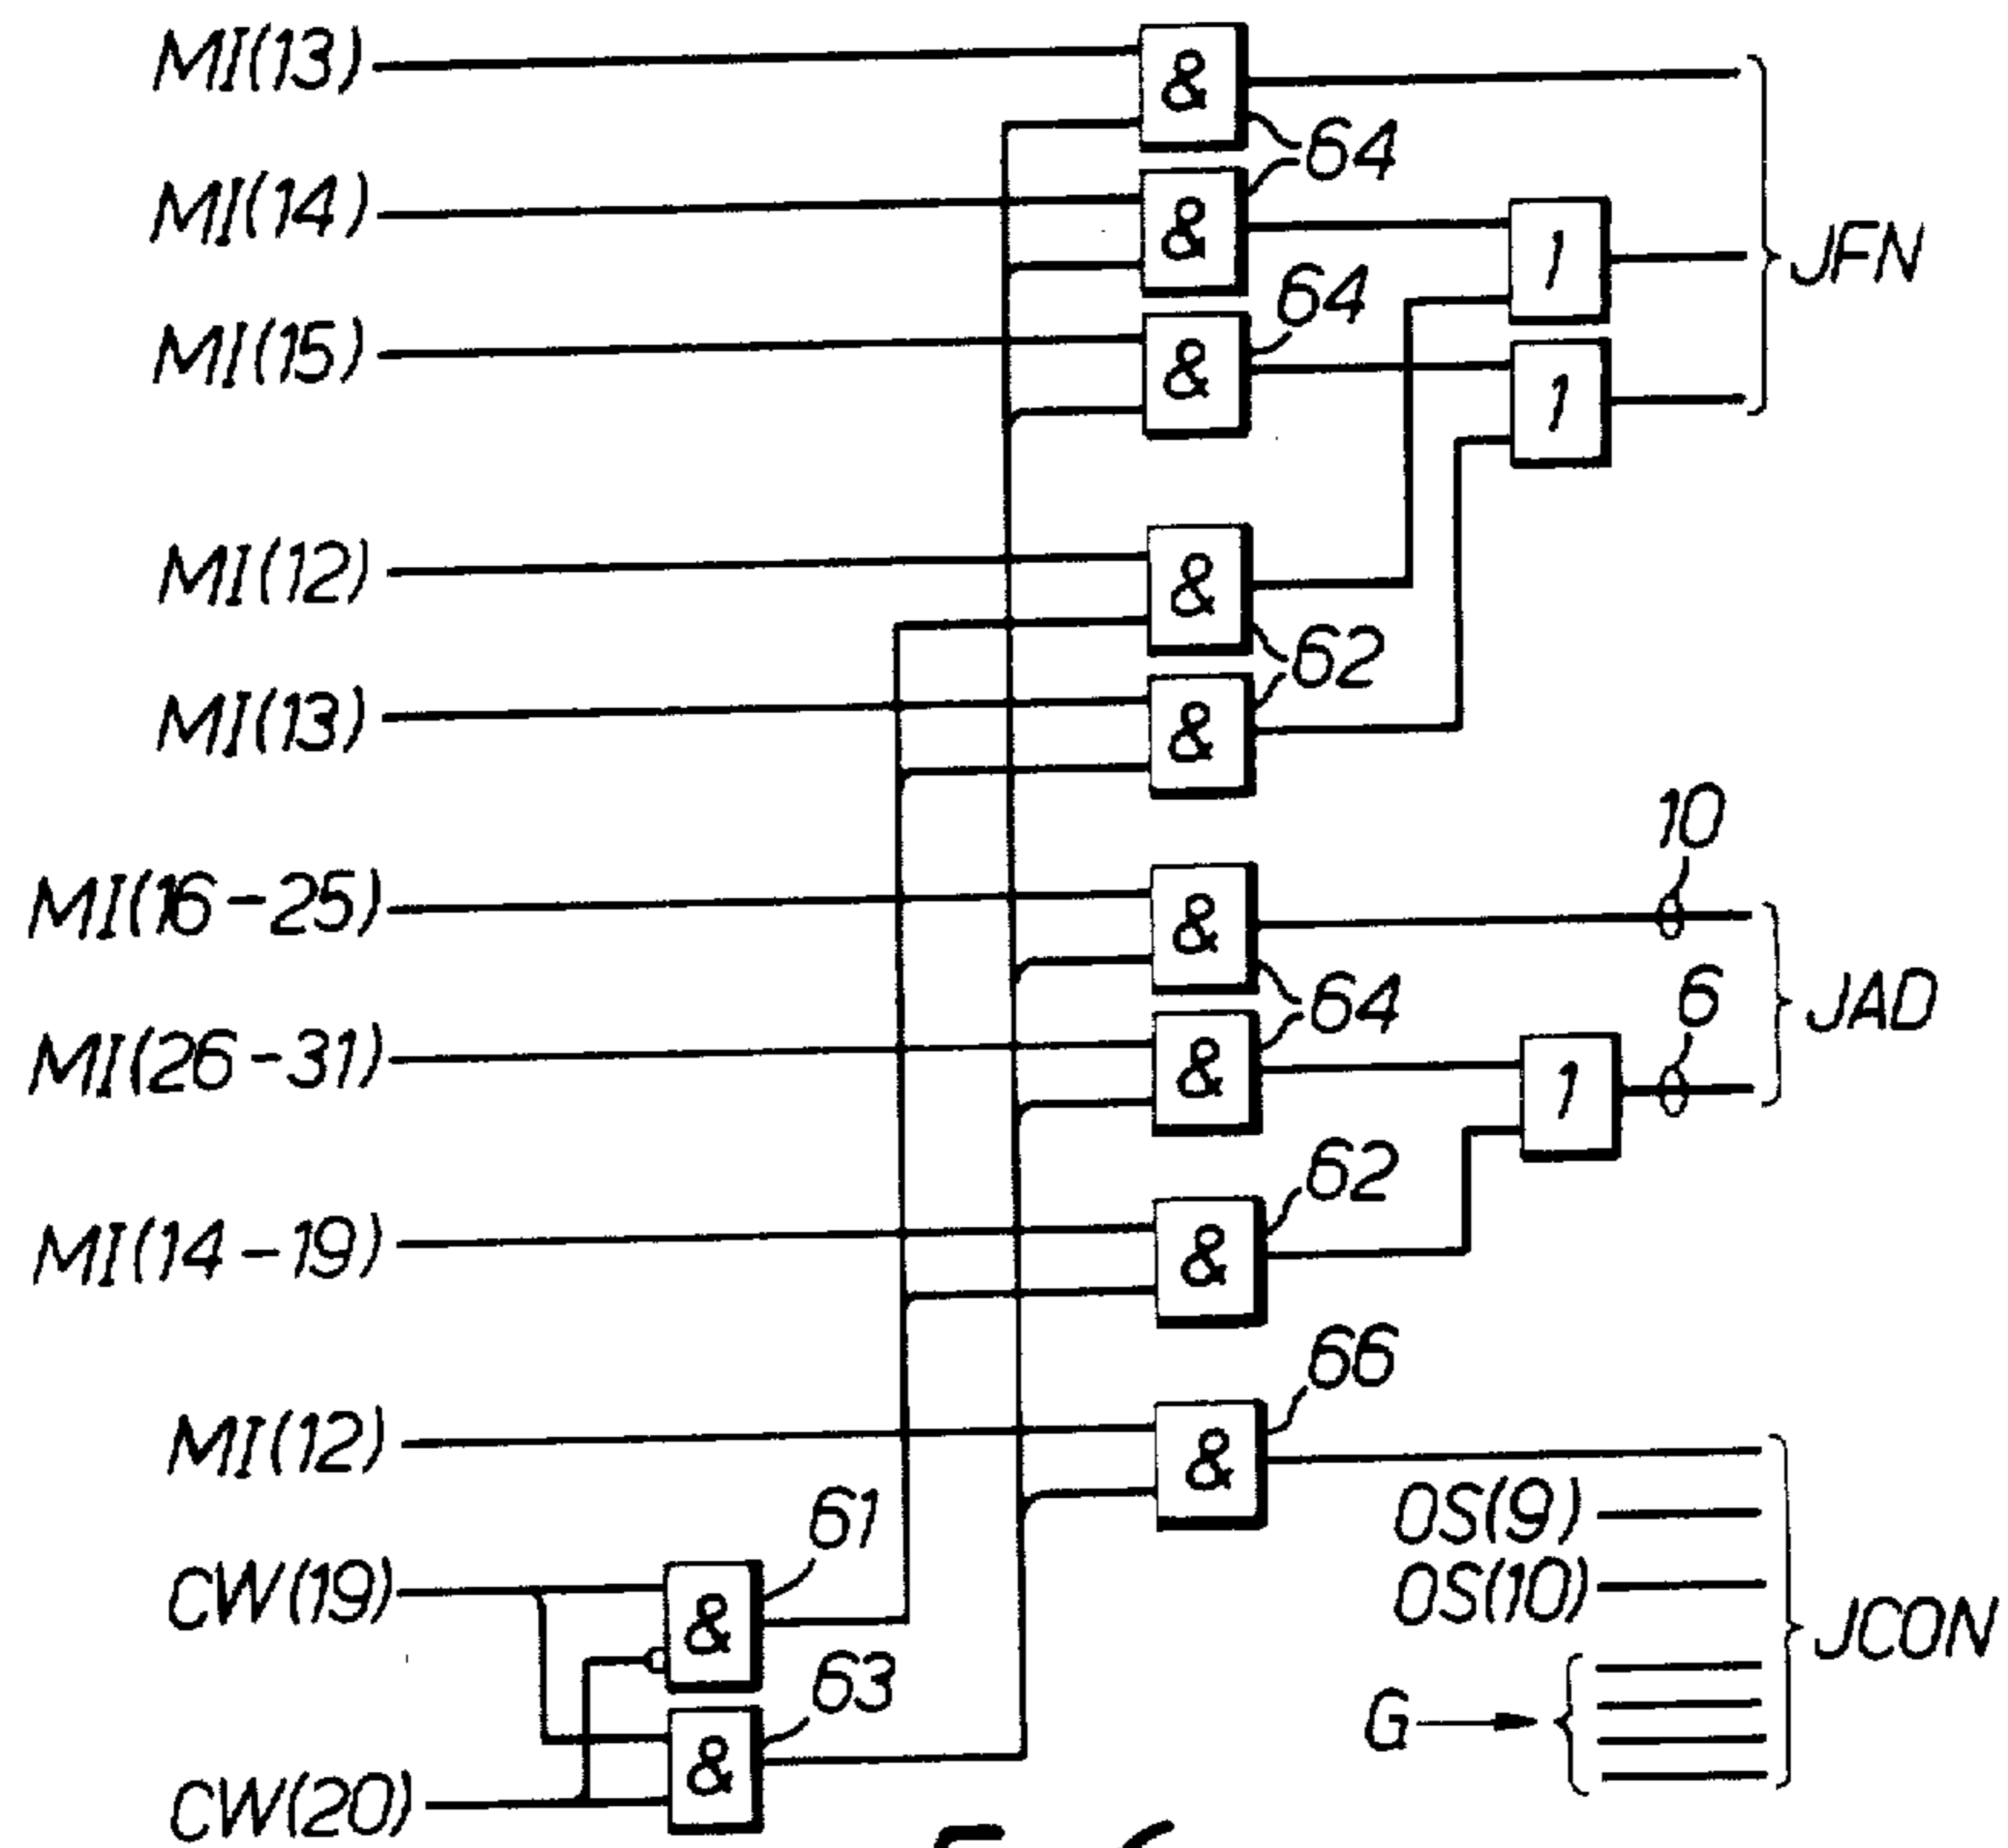 MI(13)
&
64
MI(14)
&
1
JFN
64
MI(15)
&
1
MI(12)
&
62
MI(13)
&
10
MI(16-25)
&
64
JAD
6
MI(26-31)
&
1
62
MI(14-19)
&
66
MI(12)
&
OS(9)
61
CW(19)
&
OS(10)
JCON
63
G
&
CW(20)